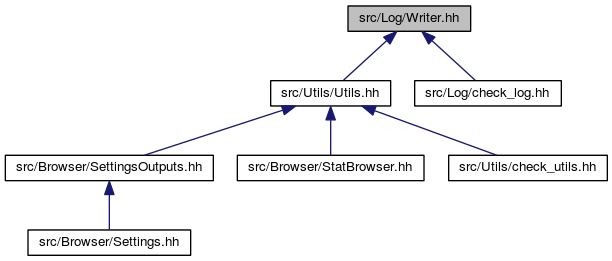 src/Log/Writer.hh
src/Utils/Utils.hh
src/Log/check_log.hh
src/Browser/SettingsOutputs.hh
src/Browser/StatBrowser.hh
src/Utils/check_utils.hh
src/Browser/Settings.hh